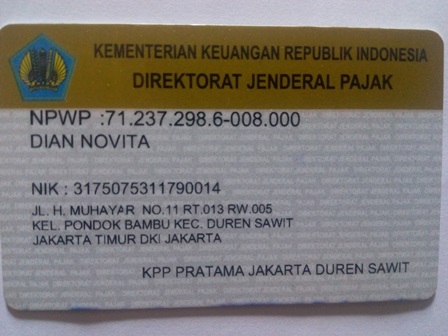 KEMENTERIAN KEUANGAN REPUBLIK INDONESIA
DIREKTORAT JENDERAL PAJAK
NPWP :71.237.298.6-008.000
DIAN NOVITA
NIK : 3175075311790014
JL. H. MUHAYAR NO.11 RT.013 RW.005
KEL. PONDOK BAMBU KEC. DUREN SAWIT
JAKARTA TIMUR DKI JAKARTA
KPP PRATAMA JAKARTA DUREN SAWIT